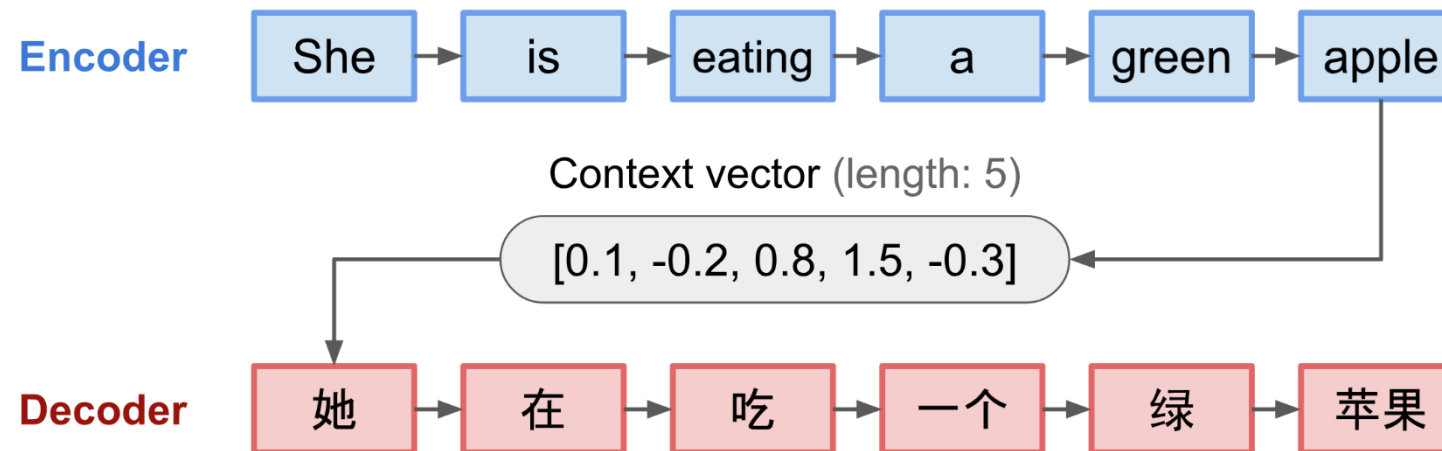 Encoder She is eating a green apple
Context vector (length: 5)
[0.1, -0.2, 0.8, 1.5, -0.3]
Decoder 她 在 吃 一个 绿 苹果